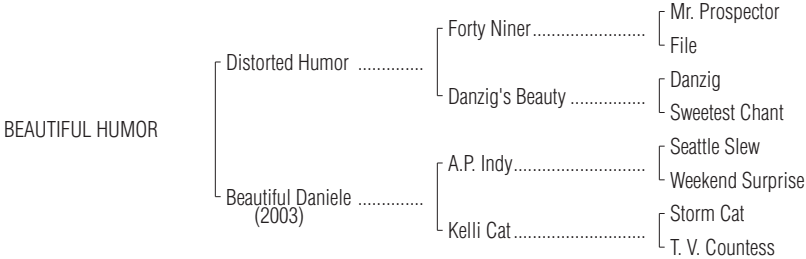 Mr. Prospector
Forty Niner........................
File
Distorted Humor ..............
Danzig
Danzig's Beauty ................
Sweetest Chant
BEAUTIFUL HUMOR
Seattle Slew
A.P. Indy............................
Weekend Surprise
Beautiful Daniele ..............
(2003)
Storm Cat
Kelli Cat............................
T. V. Countess